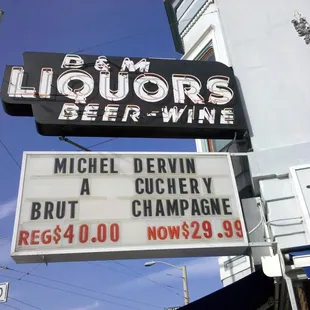 D & M
LIQUORS
BEER-WINE
MICHEL DERVIN
A CUCHERY
BRUT CHAMPAGNE
REG$40.00 NOW$29.99